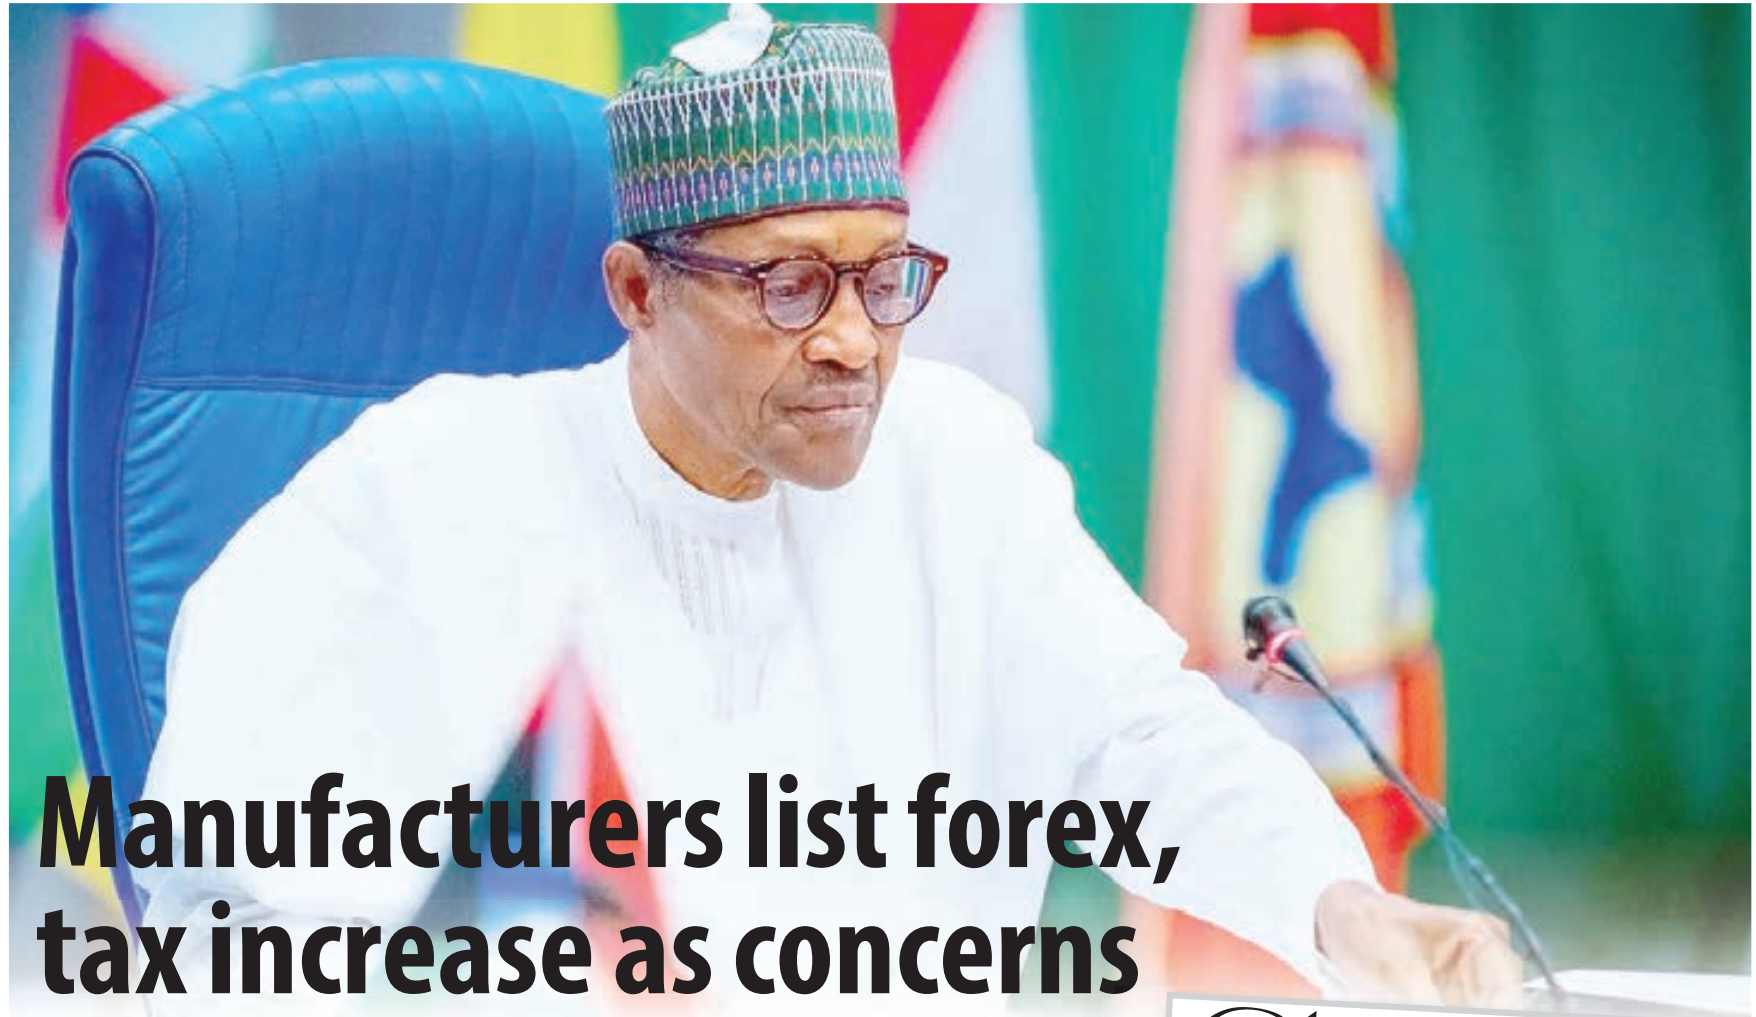 Manufacturers list forex,
tax increase as concerns